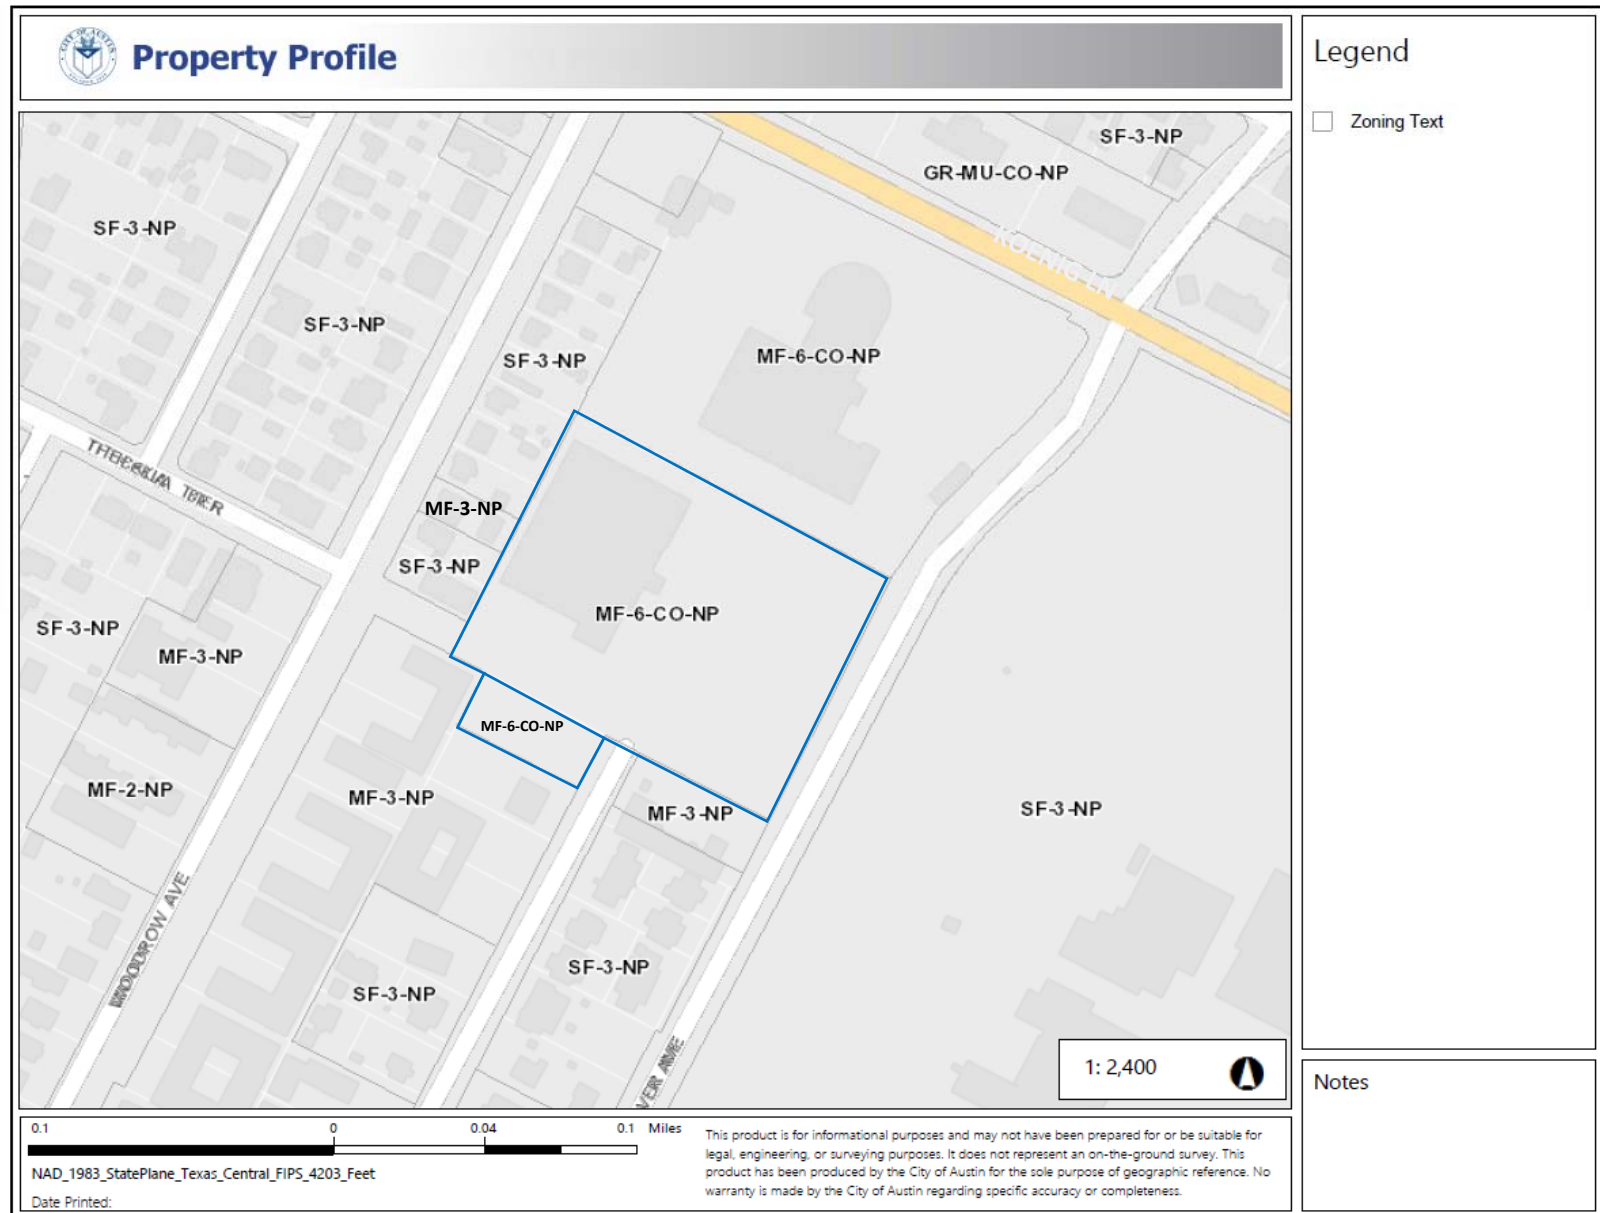 Property Profile
Legend
Zoning Text
SF-3-NP
GR-MU-CO-NP
SF-3-NP
KOENIG LN
SF-3-NP
SF-3-NP
MF-6-CO-NP
MF-3-NP
SF-3-NP
MF-6-CO-NP
SF-3-NP
MF-3-NP
MF-6-CO-NP
MF-2-NP
MF-3-NP
MF-3-NP
SF-3-NP
WOODROW AVE
SF-3-NP
SF-3-NP
AVE
1: 2,400
Notes
0.1 0 0.04 0.1 Miles
NAD_1983_StatePlane_Texas_Central_FIPS_4203_Feet
Date Printed:
This product is for informational purposes and may not have been prepared for or be suitable for
legal, engineering, or surveying purposes. It does not represent an on-the-ground survey. This
product has been produced by the City of Austin for the sole purpose of geographic reference. No
warranty is made by the City of Austin regarding specific accuracy or completeness.